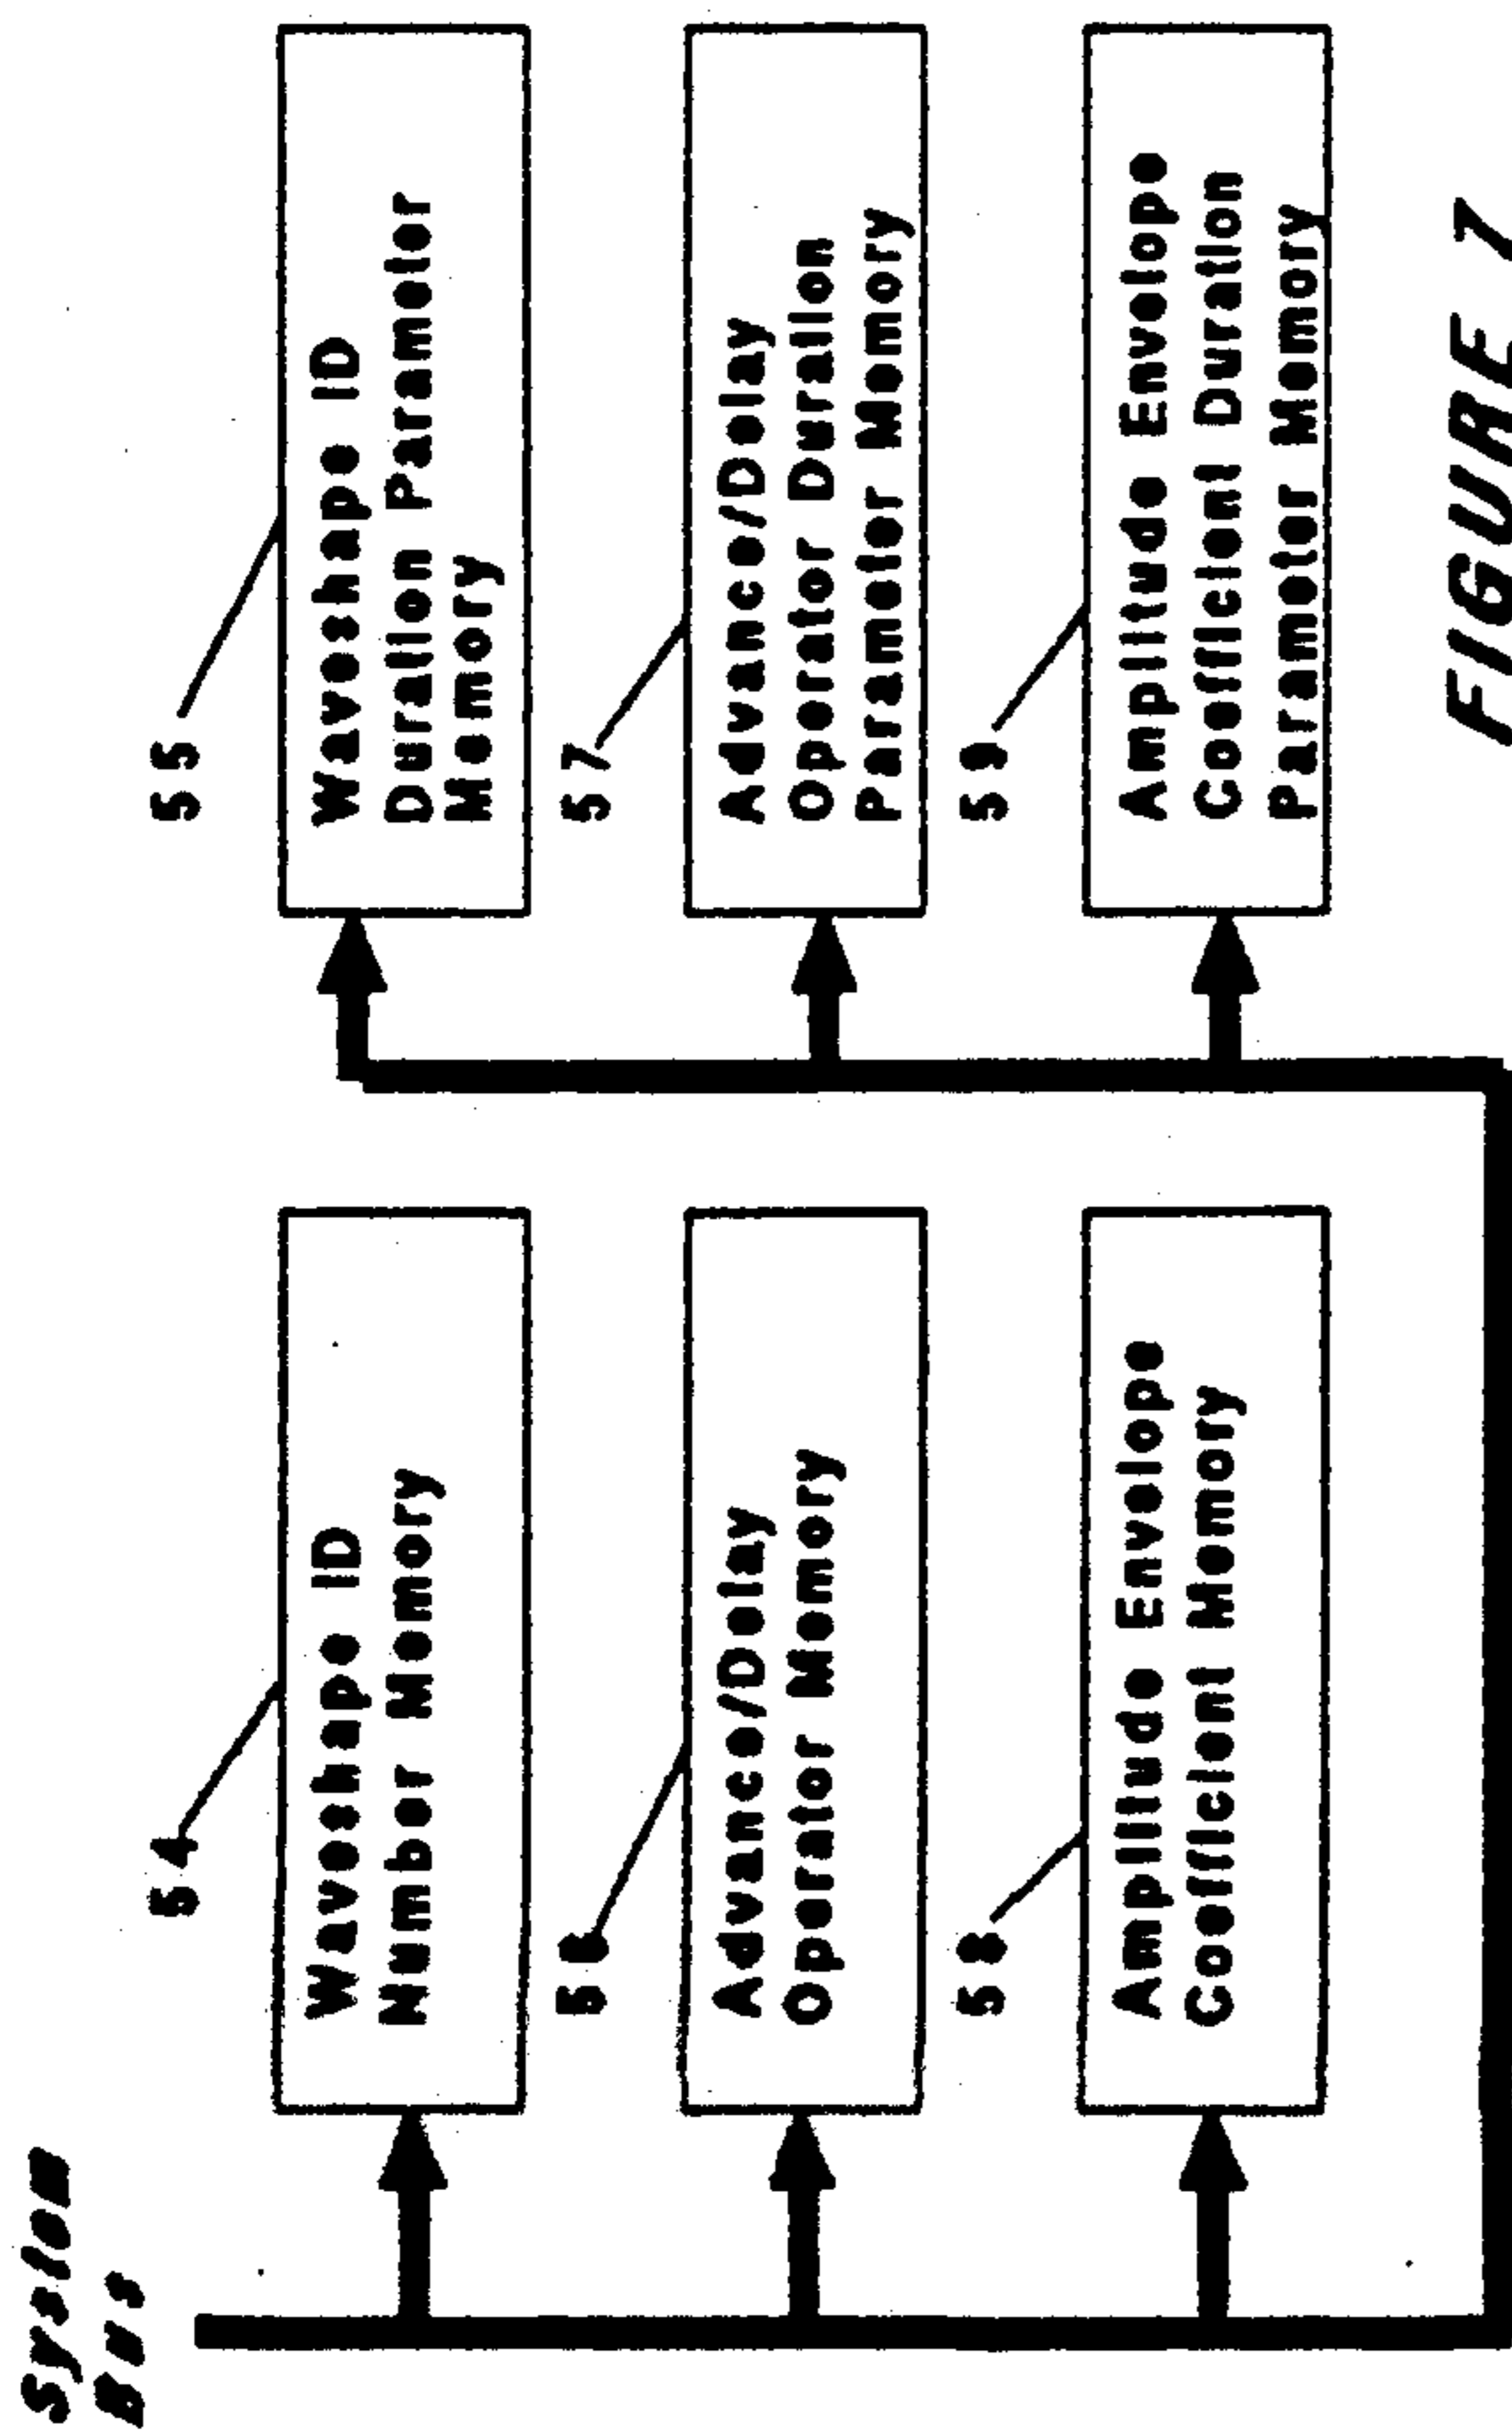 System
Bus
54
Waveshape ID
Number Memory
55
Waveshape ID
Duration Parameter
Memory
56
Advance/Delay
Operator Memory
57
Advance/Delay
Operator Duration
Parameter Memory
58
Amplitude Envelope
Coefficient Memory
59
Amplitude Envelope
Coefficient Duration
Parameter Memory
FIGURE 7